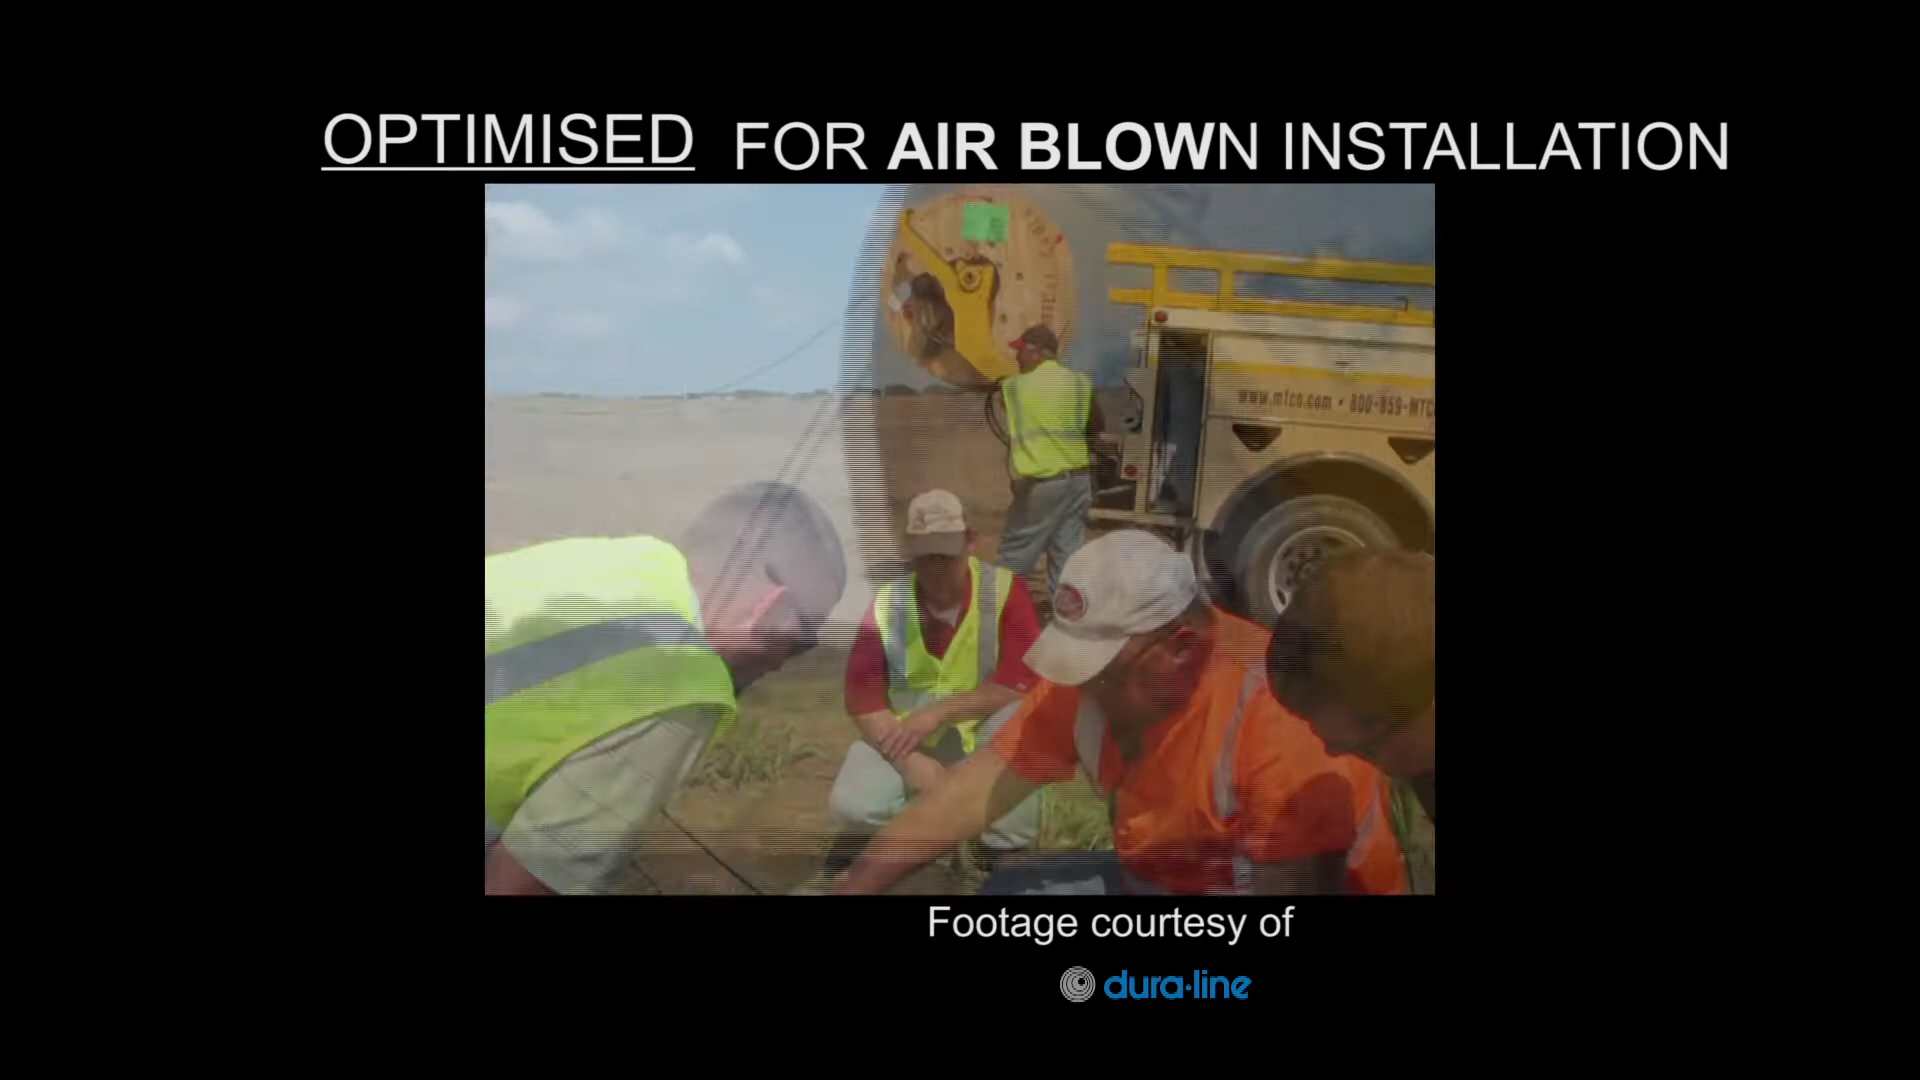 OPTIMISED FOR AIR BLOWN INSTALLATION
www.mtco.com • 800-859-MTC
Footage courtesy of
dura-line